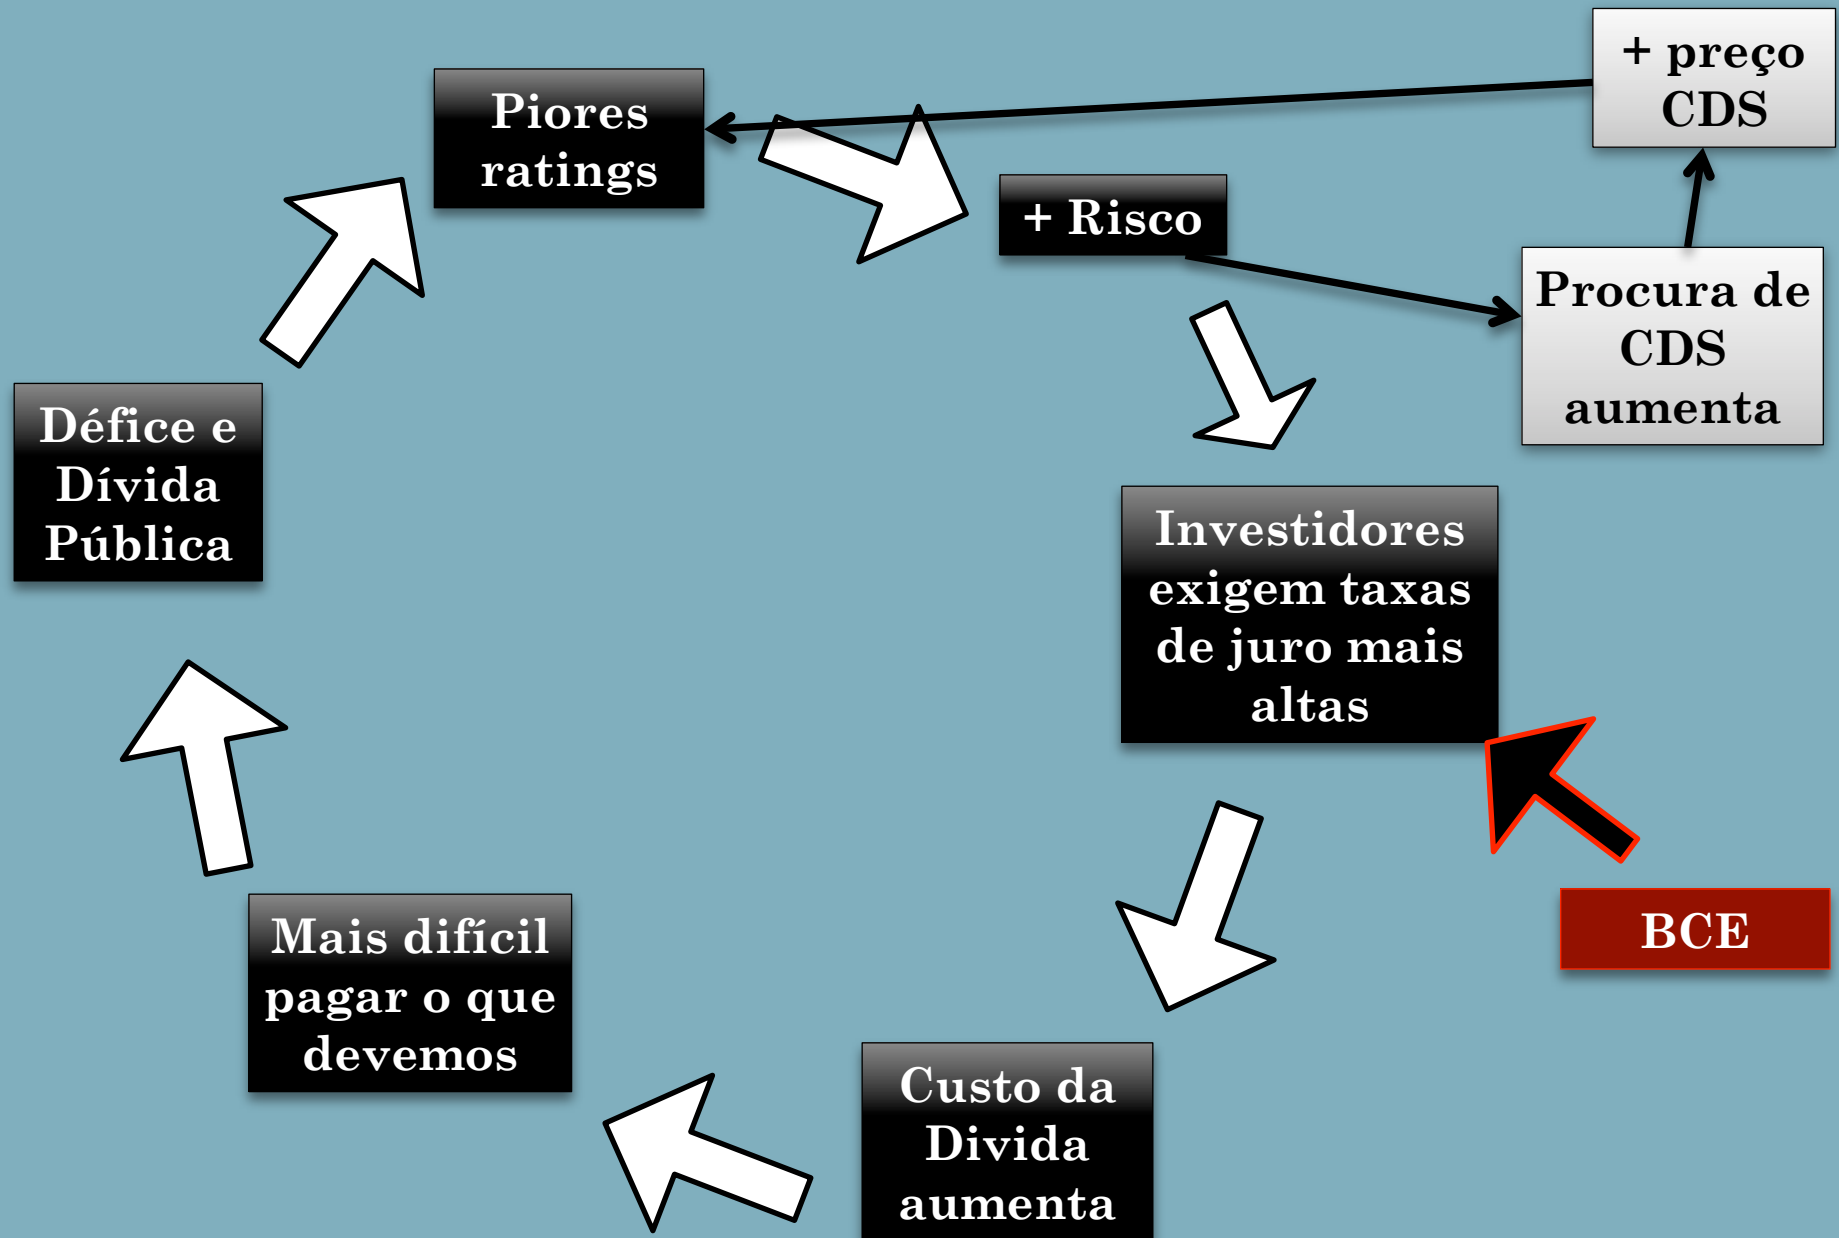 Piores
ratings
+ Risco
+ preço
CDS
Procura de
CDS
aumenta
Investidores
exigem taxas
de juro mais
altas
BCE
Custo da
Divida
aumenta
Mais difícil
pagar o que
devemos
Défice e
Dívida
Pública